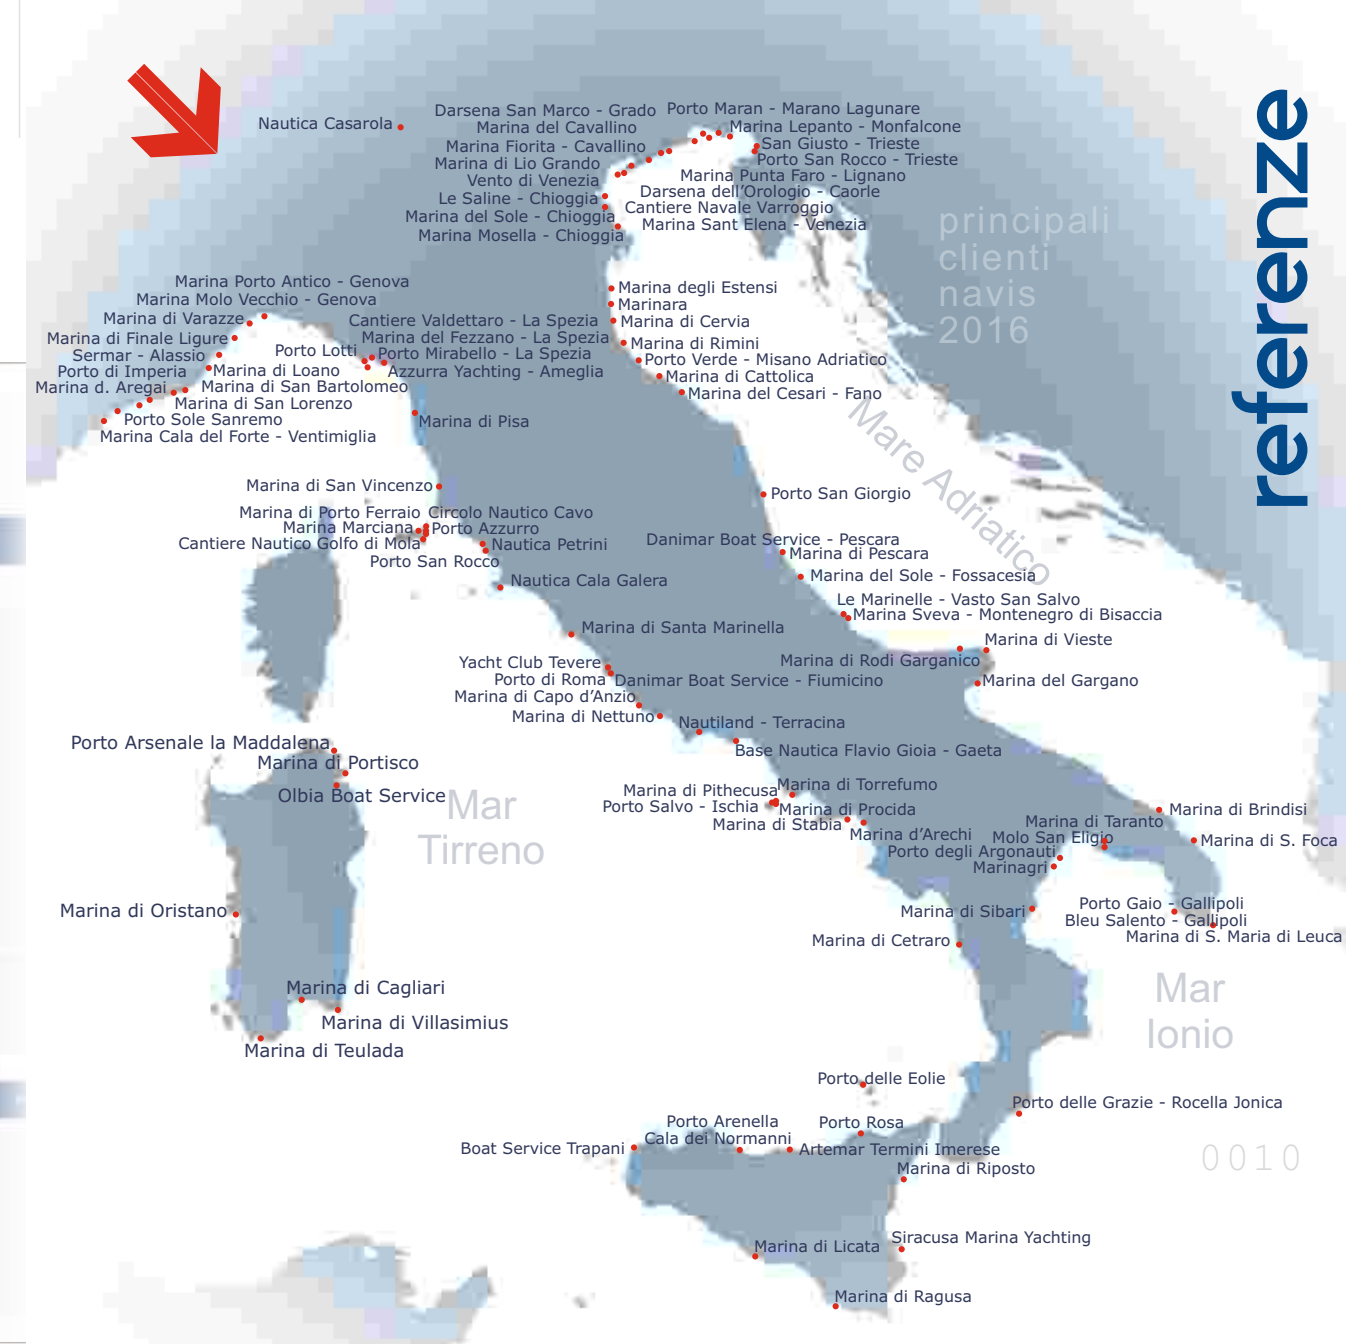 referenze
principali
clienti
navis
2016
Nautica Casarola
Darsena San Marco - Grado
Porto Maran - Marano Lagunare
Marina del Cavallino
Marina Lepanto - Monfalcone
Marina Fiorita - Cavallino
San Giusto - Trieste
Marina di Lio Grando
Porto San Rocco - Trieste
Vento di Venezia
Marina Punta Faro - Lignano
Le Saline - Chioggia
Darsena dell'Orologio - Caorle
Marina del Sole - Chioggia
Cantiere Navale Varroggio
Marina Mosella - Chioggia
Marina Sant Elena - Venezia
Marina Porto Antico - Genova
Marina Molo Vecchio - Genova
Marina di Varazze
Marina di Finale Ligure
Sermar - Alassio
Porto di Imperia
Marina di Loano
Marina d. Aregai
Marina di San Bartolomeo
Marina di San Lorenzo
Porto Sole Sanremo
Marina Cala del Forte - Ventimiglia
Cantiere Valdettaro - La Spezia
Marina del Fezzano - La Spezia
Porto Lotti
Porto Mirabello - La Spezia
Azzurra Yachting - Ameglia
Marina di Pisa
Marina degli Estensi
Marinara
Marina di Cervia
Marina di Rimini
Porto Verde - Misano Adriatico
Marina di Cattolica
Marina del Cesari - Fano
Mare Adriatico
Marina di San Vincenzo
Marina di Porto Ferraio
Circolo Nautico Cavo
Marina Marciana
Porto Azzurro
Cantiere Nautico Golfo di Mola
Nautica Petrini
Porto San Rocco
Nautica Cala Galera
Porto San Giorgio
Danimar Boat Service - Pescara
Marina di Pescara
Marina del Sole - Fossacesia
Le Marinelle - Vasto San Salvo
Marina Sveva - Montenegro di Bisaccia
Marina di Santa Marinella
Marina di Vieste
Marina di Rodi Garganico
Marina del Gargano
Yacht Club Tevere
Porto di Roma
Danimar Boat Service - Fiumicino
Marina di Capo d'Anzio
Marina di Nettuno
Nautiland - Terracina
Base Nautica Flavio Gioia - Gaeta
Porto Arsenale la Maddalena
Marina di Portisco
Olbia Boat Service
Mar
Tirreno
Marina di Pithecusa
Marina di Torrefumo
Porto Salvo - Ischia
Marina di Procida
Marina di Stabia
Marina d'Arechi
Marina di Brindisi
Marina di Taranto
Molo San Eligio
Marina di S. Foca
Porto degli Argonauti
Marinagri
Porto Gaio - Gallipoli
Marina di Sibari
Bleu Salento - Gallipoli
Marina di S. Maria di Leuca
Marina di Cetraro
Marina di Oristano
Marina di Cagliari
Marina di Villasimius
Marina di Teulada
Mar
Ionio
Porto delle Eolie
Porto delle Grazie - Rocella Jonica
Porto Arenella
Porto Rosa
Cala dei Normanni
Boat Service Trapani
Artemar Termini Imerese
Marina di Riposto
0010
Siracusa Marina Yachting
Marina di Licata
Marina di Ragusa